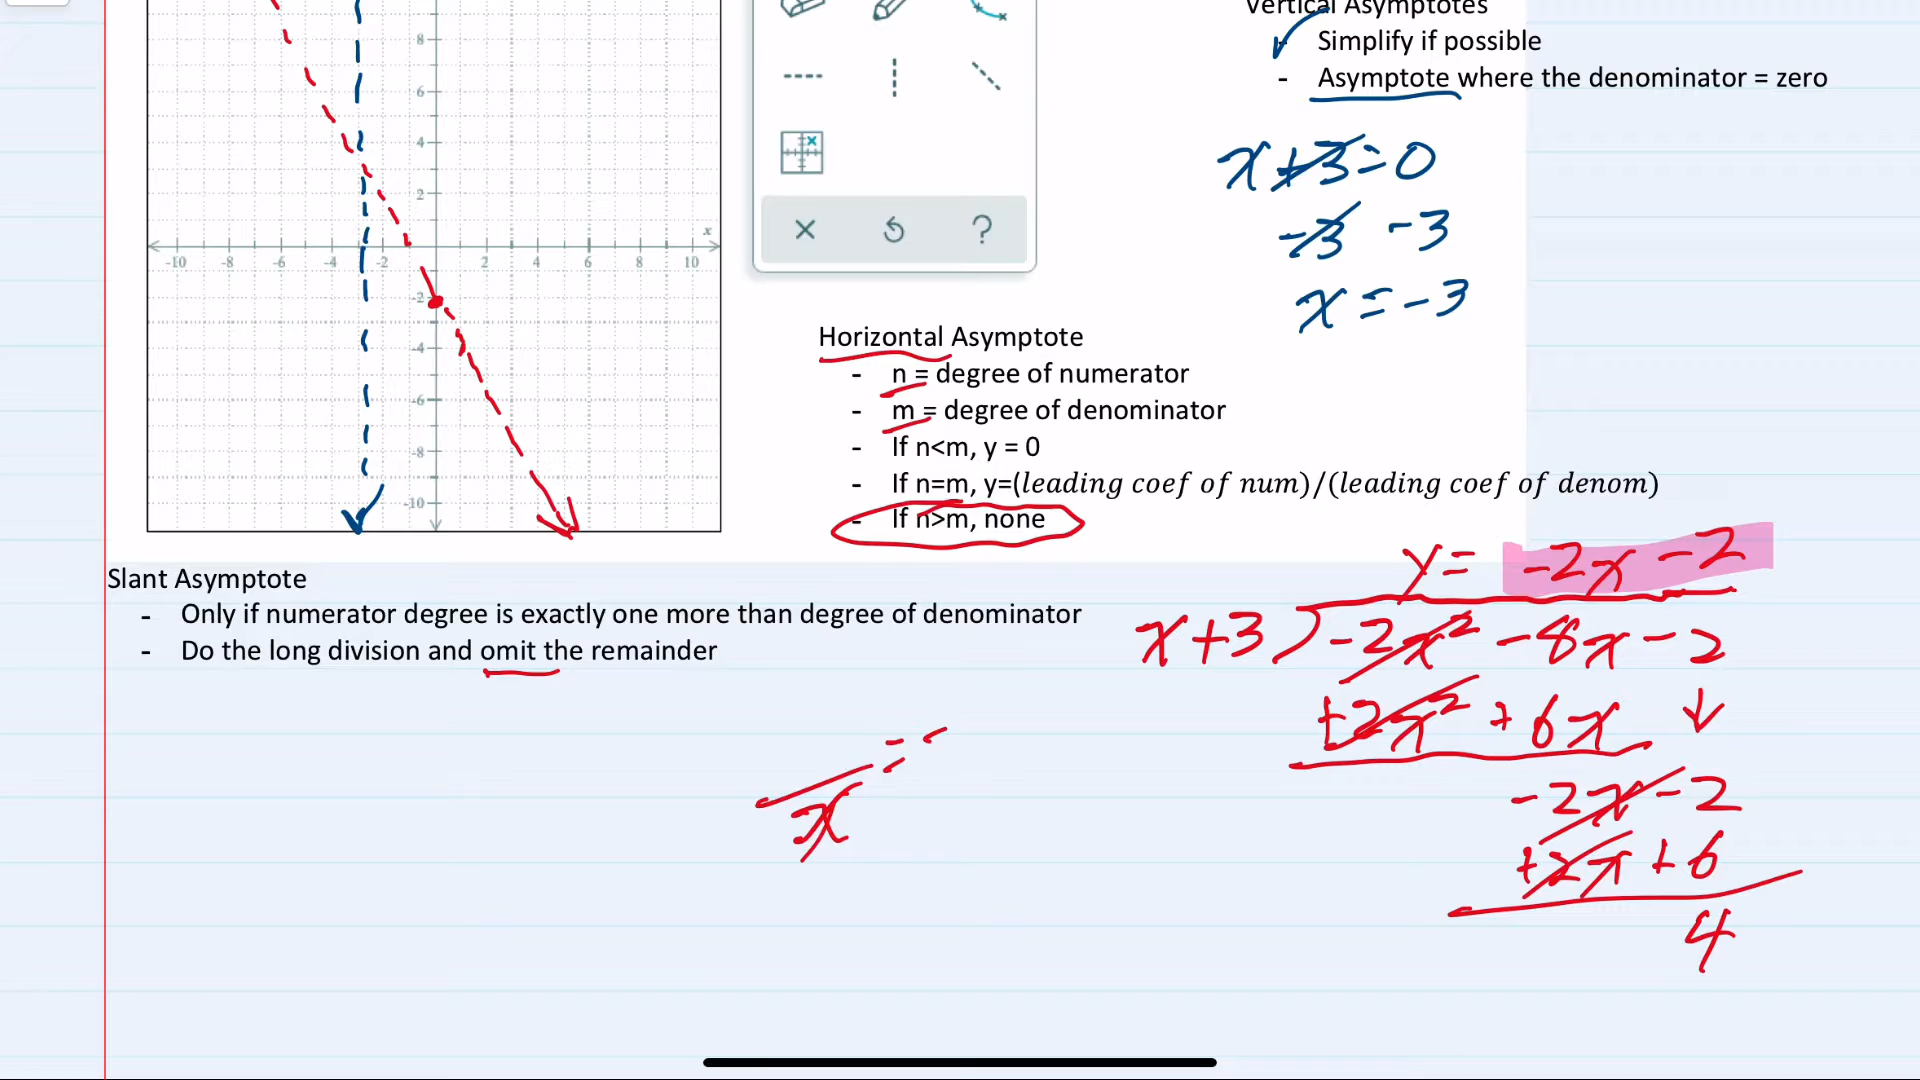 Vertical Asymptotes
- Simplify if possible
- Asymptote where the denominator = zero
x+3=0
-3 -3
x=-3
8
6
4
2
x
-10 -8 -6 -4 -2 2 4 6 8 10
-2
-4
-6
-8
-10
?
Horizontal Asymptote
- n = degree of numerator
- m = degree of denominator
- If n<m, y = 0
- If n=m, y=(leading coef of num)/(leading coef of denom)
- If n>m, none
Slant Asymptote
- Only if numerator degree is exactly one more than degree of denominator
- Do the long division and omit the remainder
y= -2x-2
x+3)-2x²-8x-2
+2x²+6x
-2x-2
+2x+6
4
x
=-